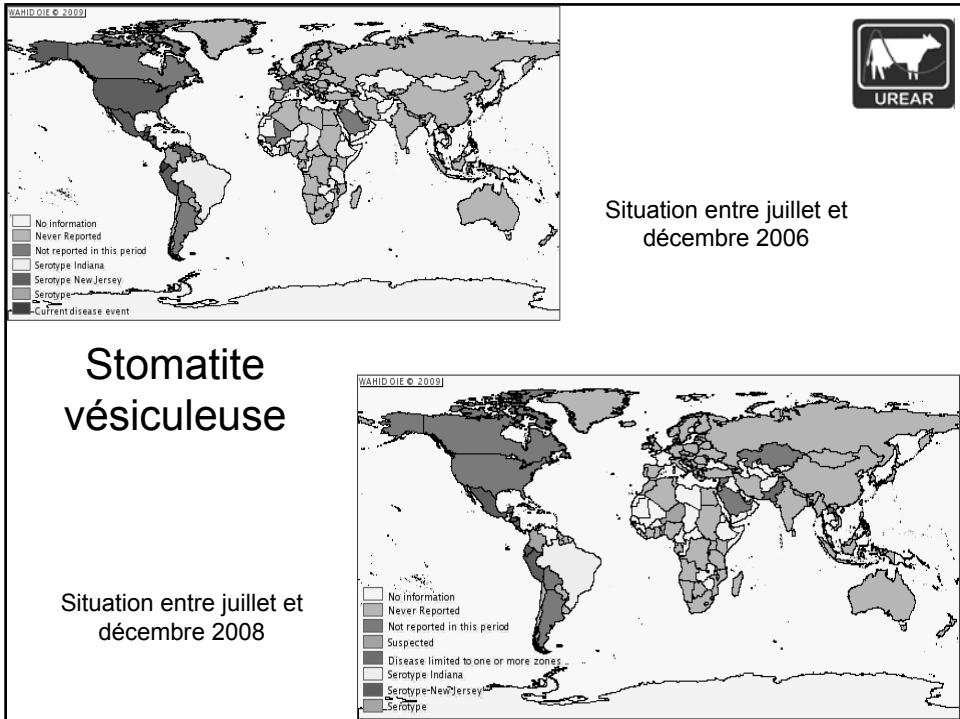 WAHID OIE © 2009
UREAR
No information
Never Reported
Not reported in this period
Serotype Indiana
Serotype New Jersey
Serotype
Current disease event
Situation entre juillet et
décembre 2006
Stomatite
vésiculeuse
WAHID OIE © 2009
Situation entre juillet et
décembre 2008
No information
Never Reported
Not reported in this period
Suspected
Disease limited to one or more zones
Serotype Indiana
Serotype New Jersey
Serotype